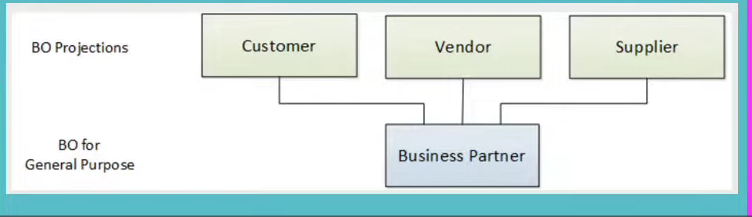 BO Projections
Customer
Vendor
Supplier
BO for
General Purpose
Business Partner